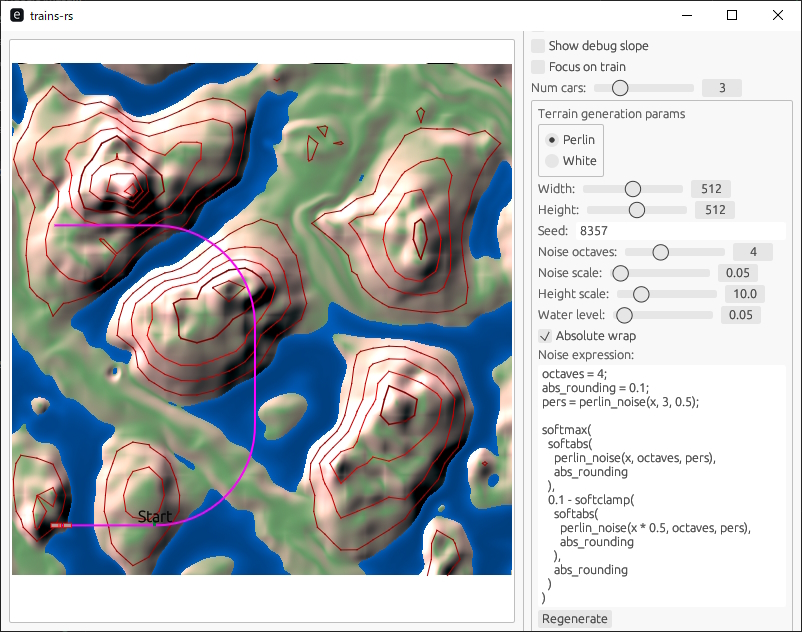 trains-rs
Show debug slope
Focus on train
Num cars: 3
Terrain generation params
Perlin
White
Width: 512
Height: 512
Seed: 8357
Noise octaves: 4
Noise scale: 0.05
Height scale: 10.0
Water level: 0.05
Absolute wrap
Noise expression:
octaves = 4;
abs_rounding = 0.1;
pers = perlin_noise(x, 3, 0.5);
softmax(
softabs(
perlin_noise(x, octaves, pers),
abs_rounding
),
0.1 - softclamp(
softabs(
perlin_noise(x * 0.5, octaves, pers),
abs_rounding
),
abs_rounding
)
)
Regenerate
Start